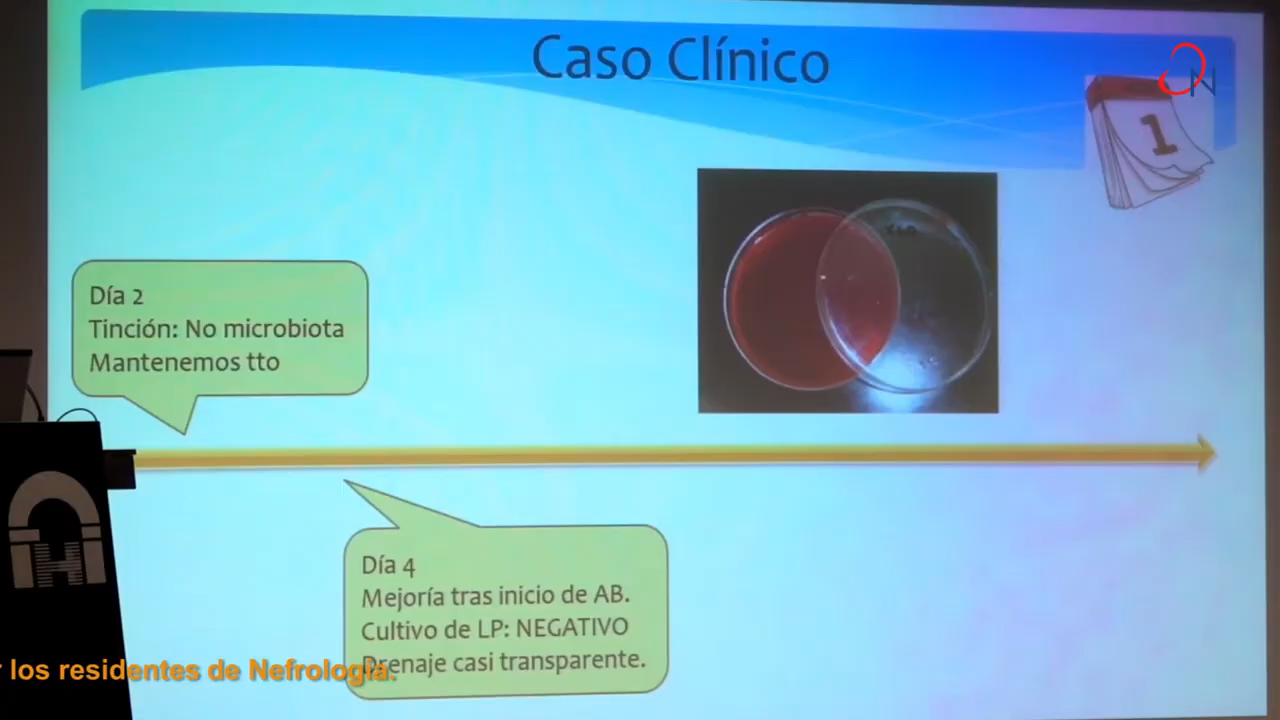 Caso Clínico
1
N
Día 2
Tinción: No microbiota
Mantenemos tto
Día 4
Mejoría tras inicio de AB.
Cultivo de LP: NEGATIVO
Drenaje casi transparente.
los residentes de Nefrología.